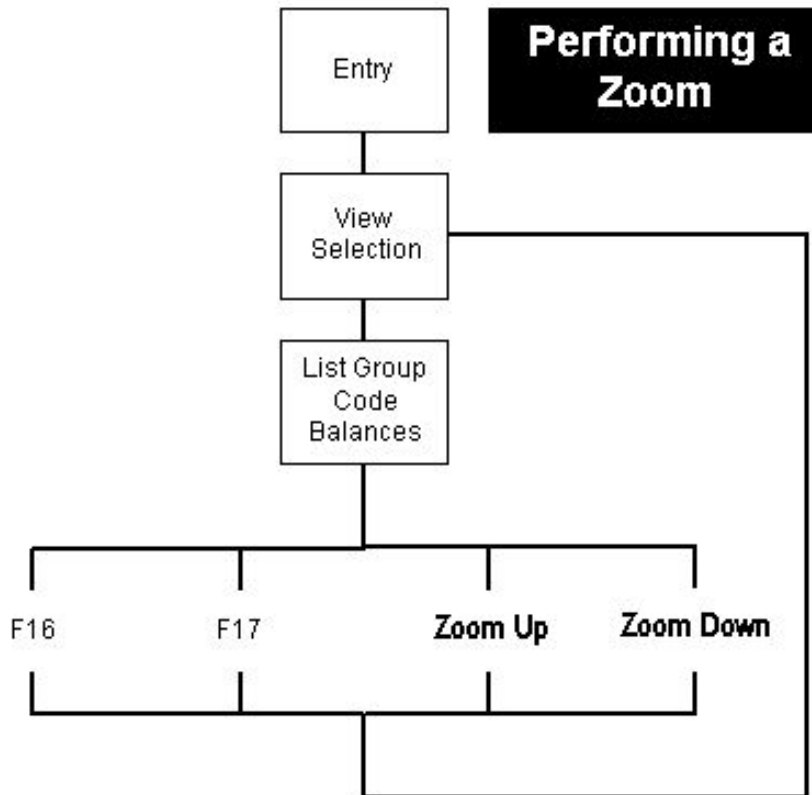 Performing a
Zoom
Entry
View
Selection
List Group
Code
Balances
F16
F17
Zoom Up
Zoom Down